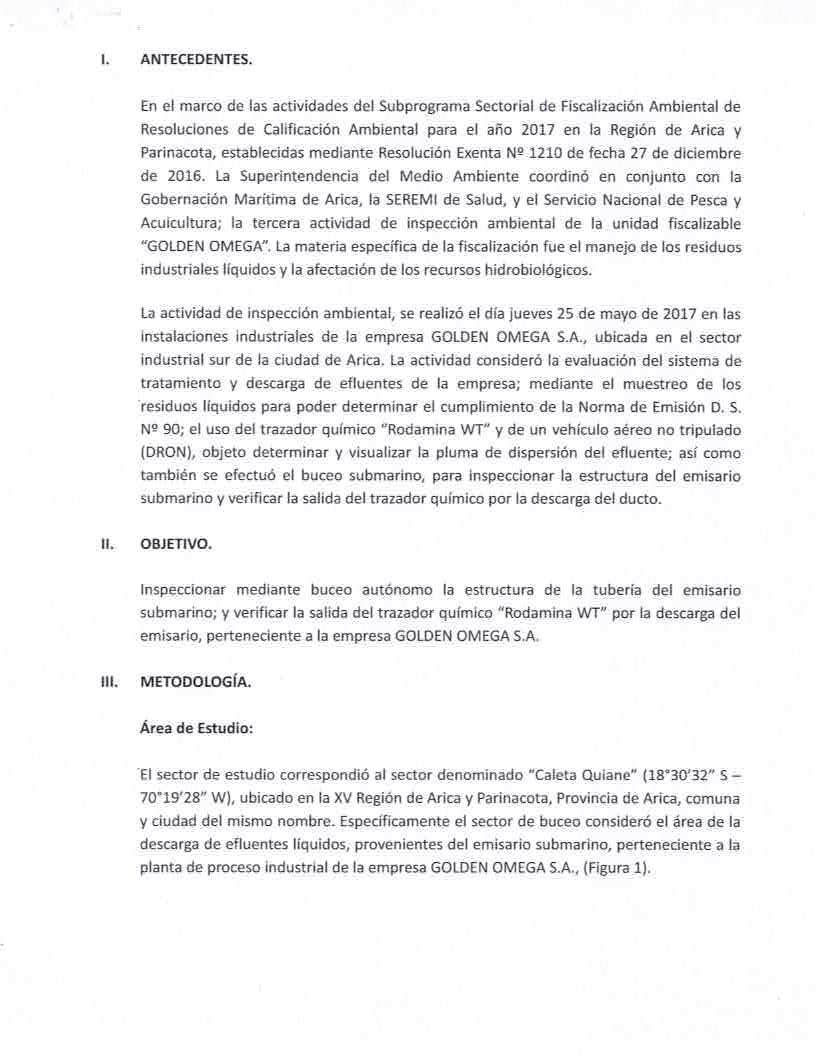 I. ANTECEDENTES.
En el marco de las actividades del Subprograma Sectorial de Fiscalización Ambiental de
Resoluciones de Calificación Ambiental para el año 2017 en la Región de Arica y
Parinacota, establecidas mediante Resolución Exenta Nº 1210 de fecha 27 de diciembre
de 2016. La Superintendencia del Medio Ambiente coordinó en conjunto con la
Gobernación Marítima de Arica, la SEREMI de Salud, y el Servicio Nacional de Pesca y
Acuicultura; la tercera actividad de inspección ambiental de la unidad fiscalizable
"GOLDEN OMEGA". La materia específica de la fiscalización fue el manejo de los residuos
industriales líquidos y la afectación de los recursos hidrobiológicos.
La actividad de inspección ambiental, se realizó el día jueves 25 de mayo de 2017 en las
instalaciones industriales de la empresa GOLDEN OMEGA S.A., ubicada en el sector
industrial sur de la ciudad de Arica. La actividad consideró la evaluación del sistema de
tratamiento y descarga de efluentes de la empresa; mediante el muestreo de los
residuos líquidos para poder determinar el cumplimiento de la Norma de Emisión D. S.
Nº 90; el uso del trazador químico "Rodamina WT" y de un vehículo aéreo no tripulado
(DRON), objeto determinar y visualizar la pluma de dispersión del efluente; así como
también se efectuó el buceo submarino, para inspeccionar la estructura del emisario
submarino y verificar la salida del trazador químico por la descarga del ducto.
II. OBJETIVO.
Inspeccionar mediante buceo autónomo la estructura de la tubería del emisario
submarino; y verificar la salida del trazador químico "Rodamina WT" por la descarga del
emisario, perteneciente a la empresa GOLDEN OMEGA S.A.
III. METODOLOGÍA.
Área de Estudio:
El sector de estudio correspondió al sector denominado "Caleta Quiane" (18°30'32" S –
70°19'28" W), ubicado en la XV Región de Arica y Parinacota, Provincia de Arica, comuna
y ciudad del mismo nombre. Específicamente el sector de buceo consideró el área de la
descarga de efluentes líquidos, provenientes del emisario submarino, perteneciente a la
planta de proceso industrial de la empresa GOLDEN OMEGA S.A., (Figura 1).